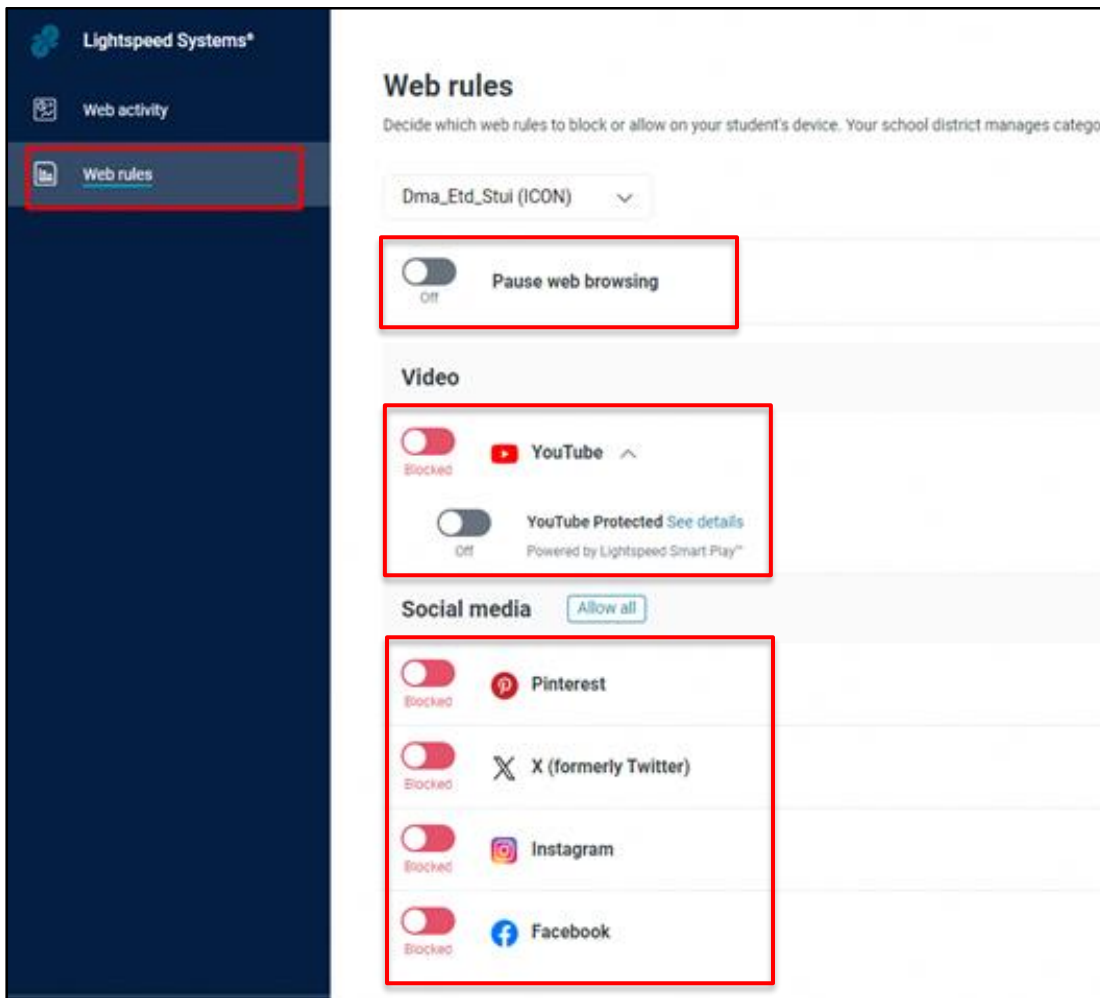 Lightspeed Systems®
Web activity
Web rules
Web rules
Decide which web rules to block or allow on your student's device. Your school district manages catego
Dma_Etd_Stui (ICON)
Off
Pause web browsing
Video
Blocked
YouTube
Off
YouTube Protected See details
Powered by Lightspeed Smart Play™
Social media
Allow all
Blocked
Pinterest
Blocked
X (formerly Twitter)
Blocked
Instagram
Blocked
Facebook